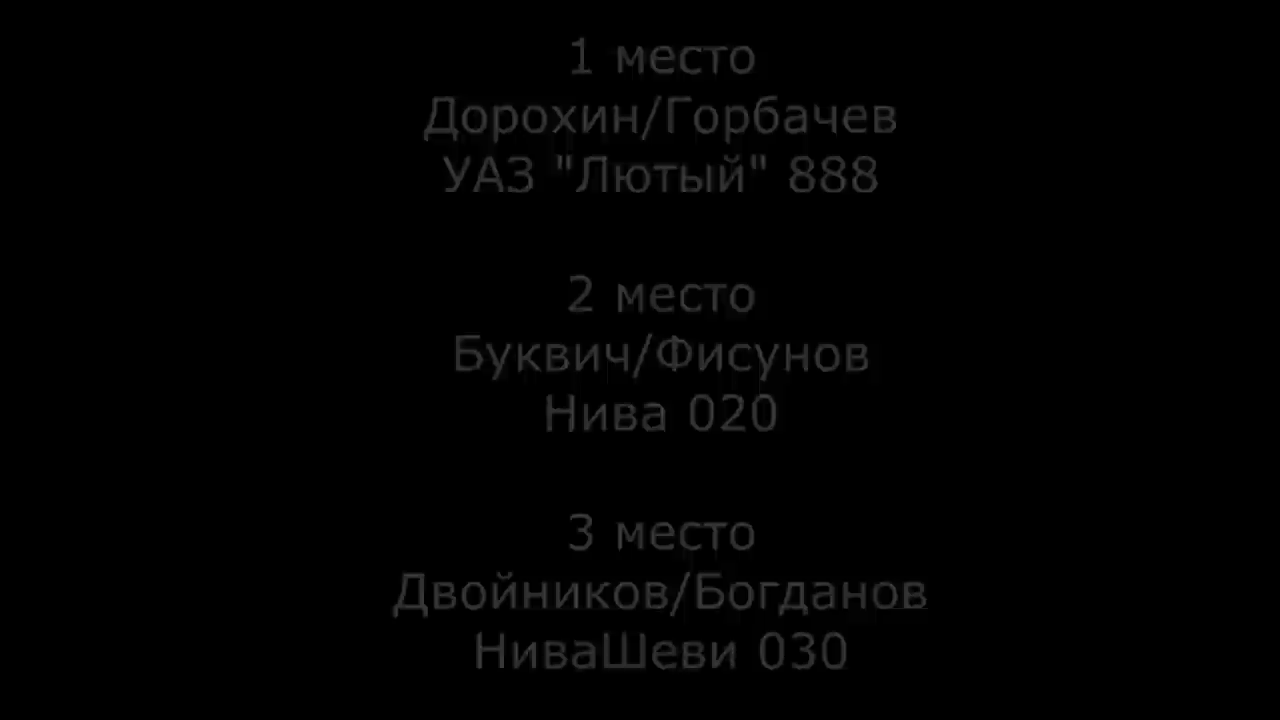 1 место
Дорохин/Горбачев
УАЗ "Лютый" 888
2 место
Буквич/Фисунов
Нива 020
3 место
Двойников/Богданов
НиваШеви 030